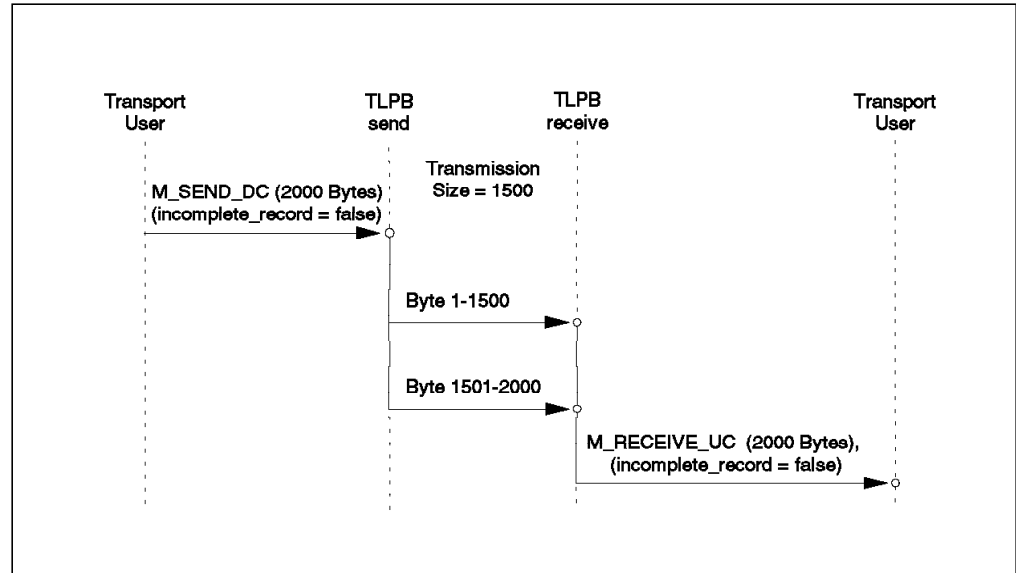 Transport
User
TLPB
send
TLPB
receive
Transport
User
Transmission
Size = 1500
M_SEND_DC (2000 Bytes)
(incomplete_record = false)
Byte 1-1500
Byte 1501-2000
M_RECEIVE_UC (2000 Bytes),
(incomplete_record = false)